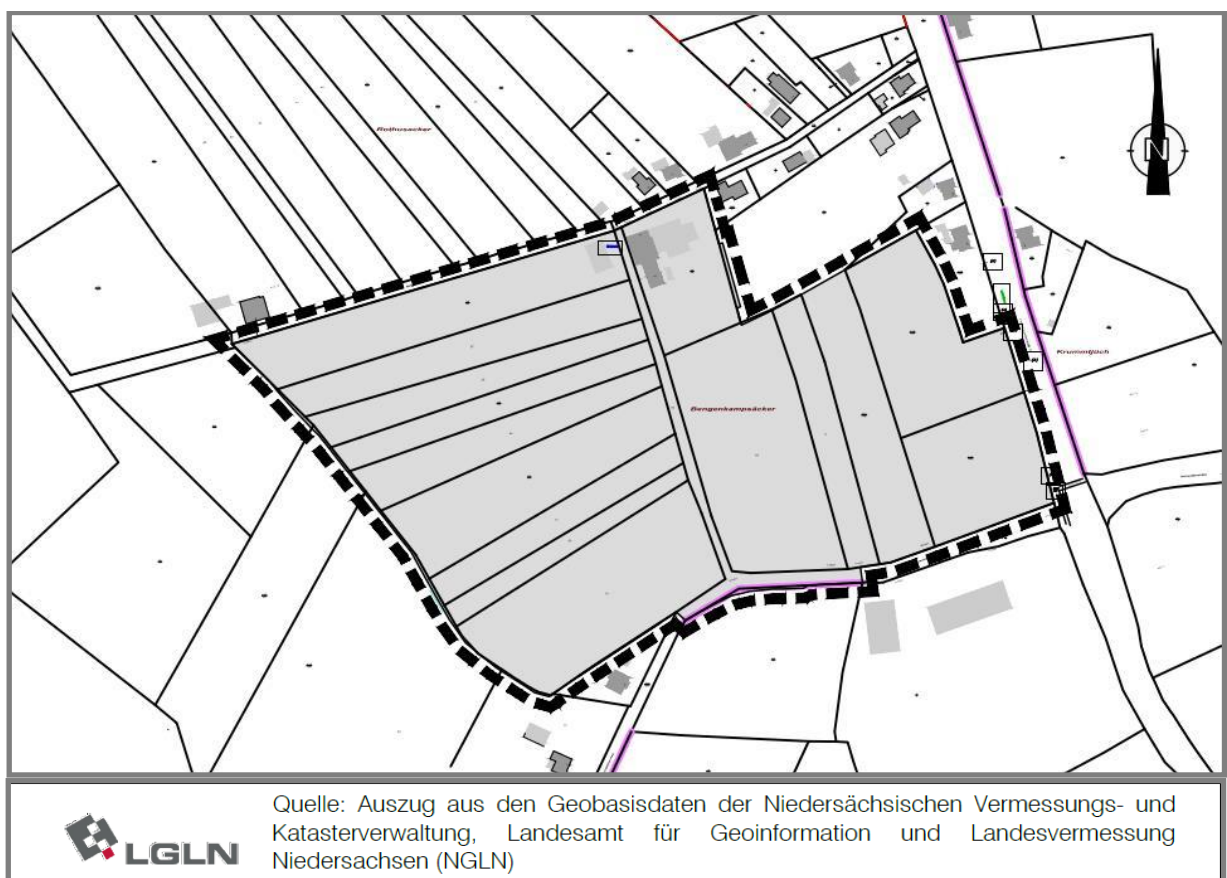 Rothusacker
N
Krummjüch
Bengenkampsäcker
LGLN
Quelle: Auszug aus den Geobasisdaten der Niedersächsischen Vermessungs- und
Katasterverwaltung, Landesamt für Geoinformation und Landesvermessung
Niedersachsen (NGLN)